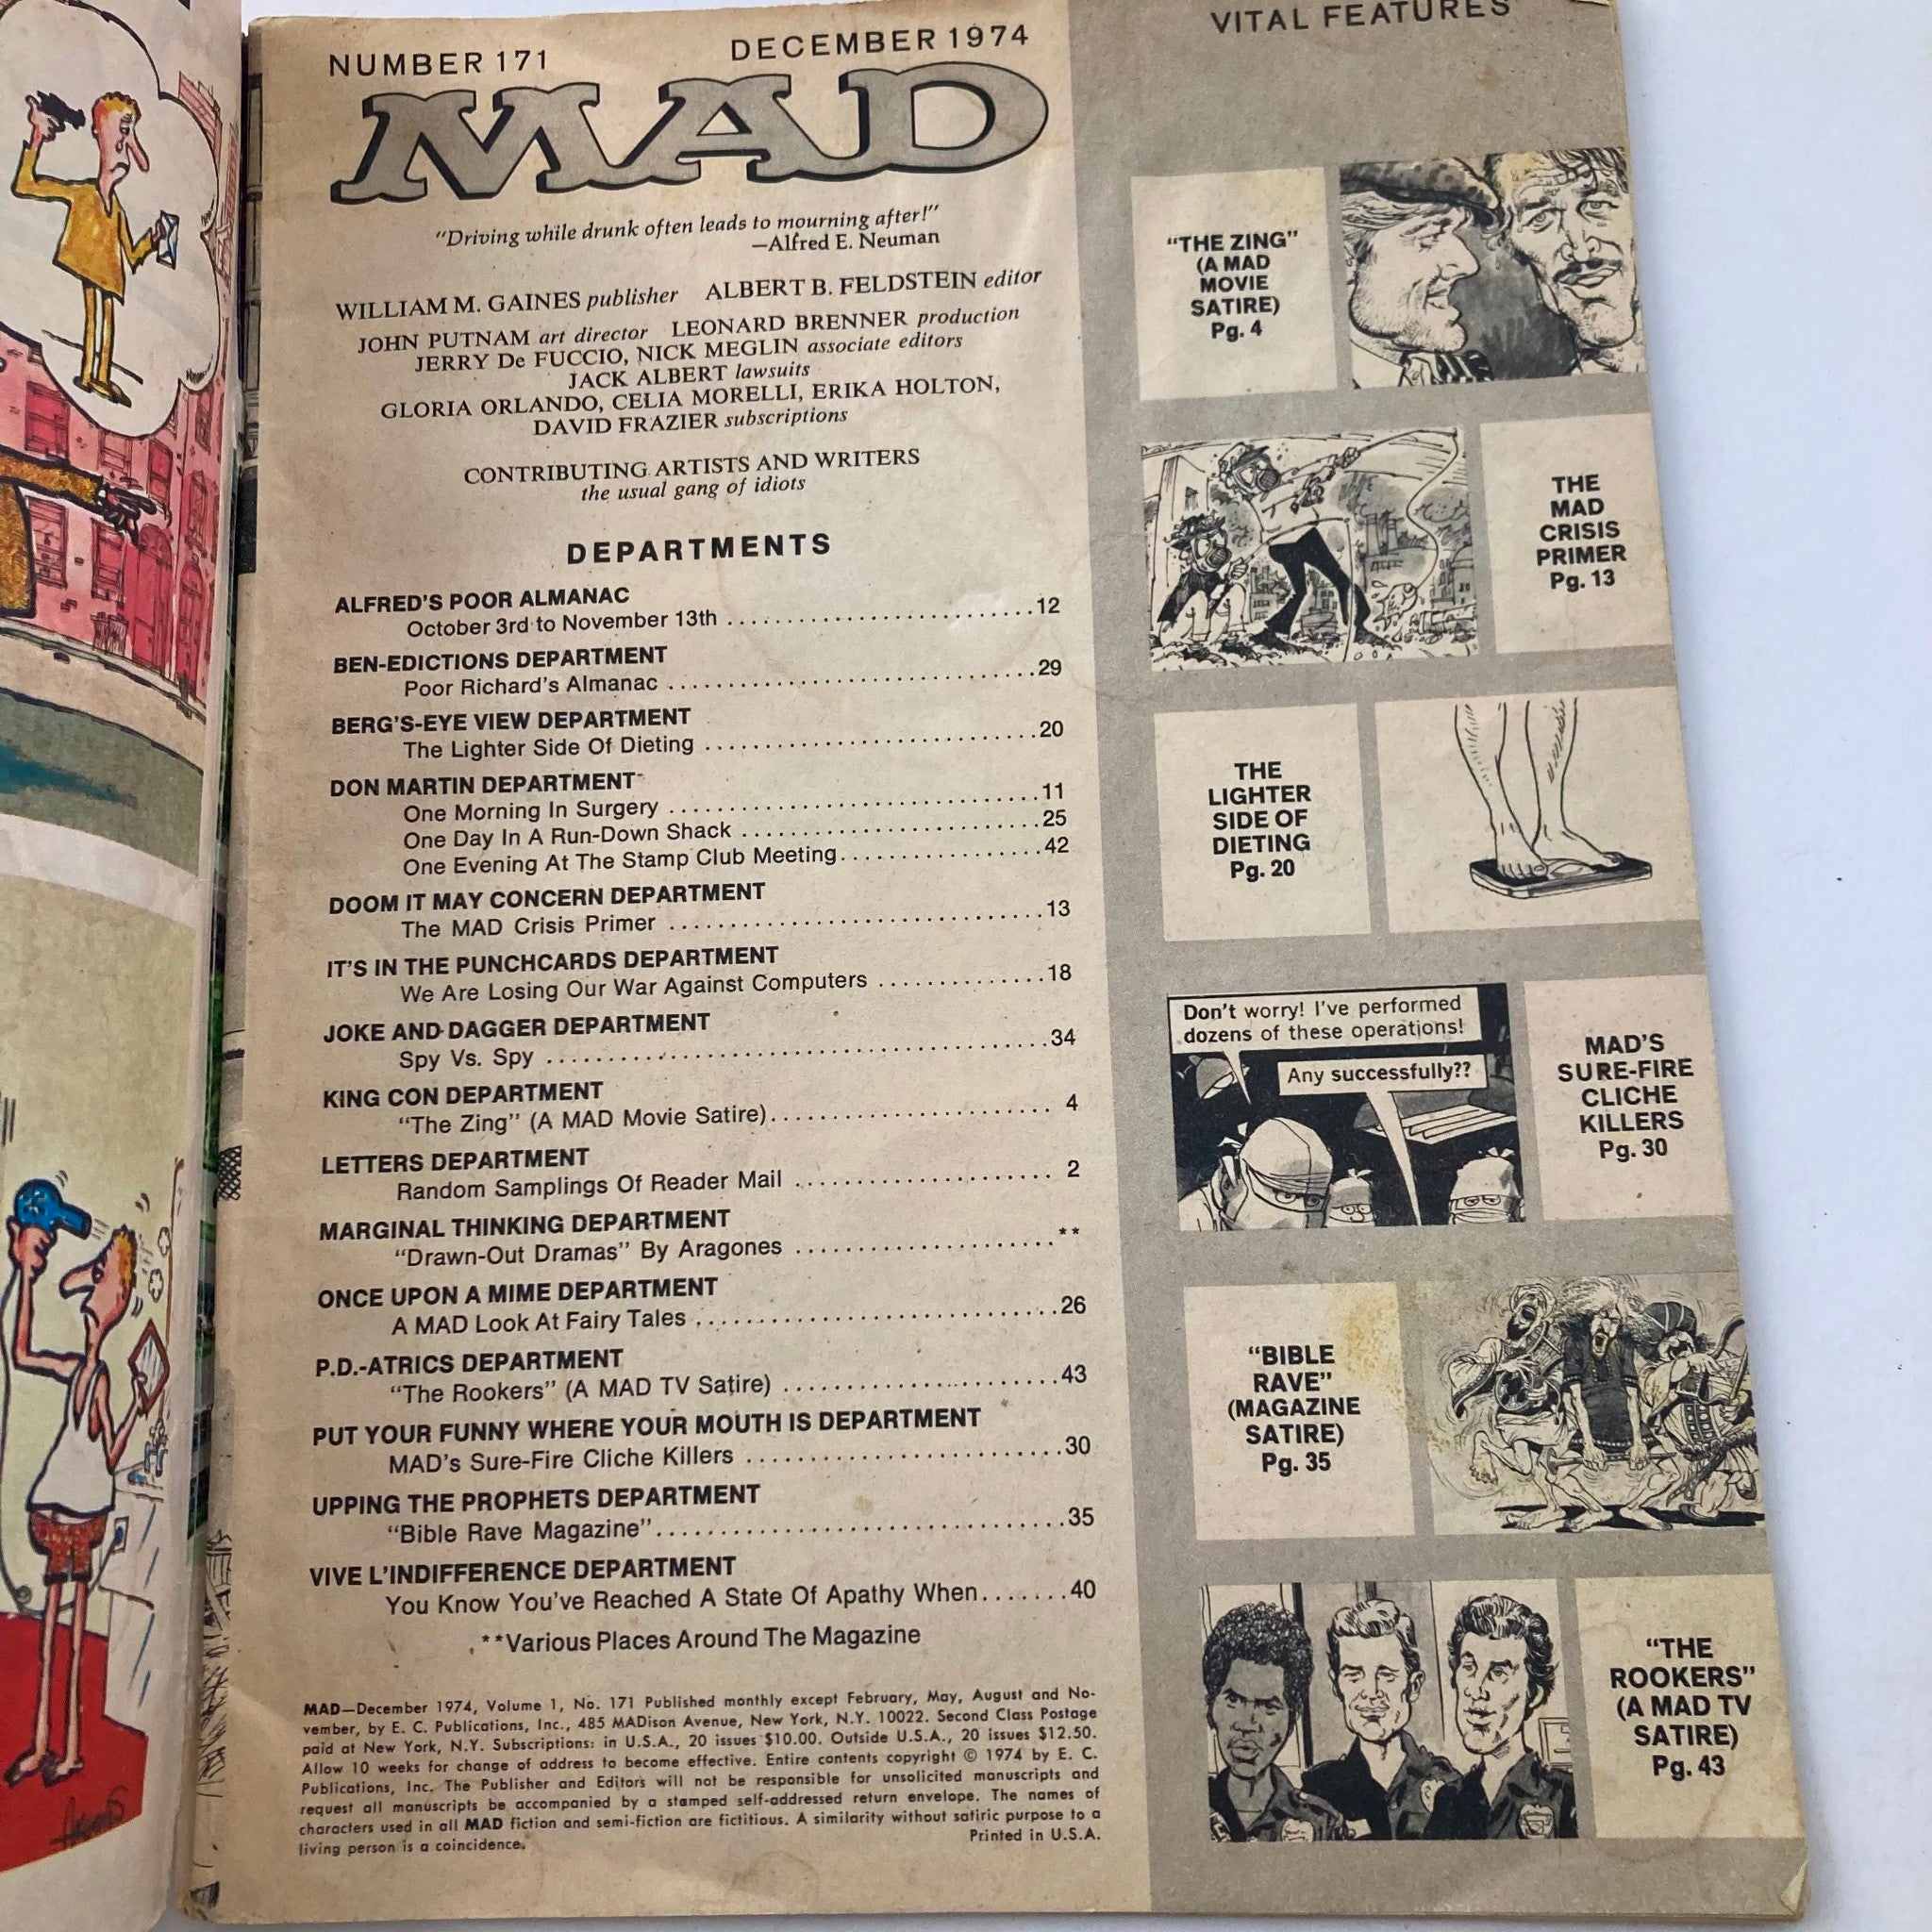 NUMBER 171 DECEMBER 1974
MAD
“Driving while drunk often leads to mourning after!”
—Alfred E. Neuman
WILLIAM M. GAINES publisher ALBERT B. FELDSTEIN editor
JOHN PUTNAM art director LEONARD BRENNER production
JERRY De FUCCIO, NICK MEGLIN associate editors
JACK ALBERT lawsuits
GLORIA ORLANDO, CELIA MORELLI, ERIKA HOLTON,
DAVID FRAZIER subscriptions
CONTRIBUTING ARTISTS AND WRITERS
the usual gang of idiots
DEPARTMENTS
ALFRED'S POOR ALMANAC
October 3rd to November 13th ........................12
BEN-EDICTIONS DEPARTMENT
Poor Richard's Almanac ............................29
BERG'S-EYE VIEW DEPARTMENT
The Lighter Side Of Dieting .........................20
DON MARTIN DEPARTMENT
One Morning In Surgery ............................11
One Day In A Run-Down Shack ......................25
One Evening At The Stamp Club Meeting...............42
DOOM IT MAY CONCERN DEPARTMENT
The MAD Crisis Primer ............................13
IT'S IN THE PUNCHCARDS DEPARTMENT
We Are Losing Our War Against Computers .............18
JOKE AND DAGGER DEPARTMENT
Spy Vs. Spy .....................................34
KING CON DEPARTMENT
“The Zing” (A MAD Movie Satire)..................... 4
LETTERS DEPARTMENT
Random Samplings Of Reader Mail ................... 2
MARGINAL THINKING DEPARTMENT
“Drawn-Out Dramas” By Aragones ...................**
ONCE UPON A MIME DEPARTMENT
A MAD Look At Fairy Tales ...........................26
P.D.-ATRICS DEPARTMENT
“The Rookers” (A MAD TV Satire) .....................43
PUT YOUR FUNNY WHERE YOUR MOUTH IS DEPARTMENT
MAD's Sure-Fire Cliche Killers ........................30
UPPING THE PROPHETS DEPARTMENT
“Bible Rave Magazine”...............................35
VIVE L'INDIFFERENCE DEPARTMENT
You Know You've Reached A State Of Apathy When.......40
**Various Places Around The Magazine
MAD—December 1974, Volume 1, No. 171 Published monthly except February, May, August and No-
vember, by E. C. Publications, Inc., 485 MADison Avenue, New York, N.Y. 10022. Second Class Postage
paid at New York, N.Y. Subscriptions: in U.S.A., 20 issues $10.00. Outside U.S.A., 20 issues $12.50.
Allow 10 weeks for change of address to become effective. Entire contents copyright © 1974 by E. C.
Publications, Inc. The Publisher and Editors will not be responsible for unsolicited manuscripts and
request all manuscripts be accompanied by a stamped self-addressed return envelope. The names of
characters used in all MAD fiction and semi-fiction are fictitious. A similarity without satiric purpose to a
living person is a coincidence. Printed in U.S.A.
VITAL FEATURES
“THE ZING”
(A MAD
MOVIE
SATIRE)
Pg. 4
THE
MAD
CRISIS
PRIMER
Pg. 13
THE
LIGHTER
SIDE OF
DIETING
Pg. 20
Don't worry! I've performed
dozens of these operations!
Any successfully??
MAD'S
SURE-FIRE
CLICHE
KILLERS
Pg. 30
“BIBLE
RAVE”
(MAGAZINE
SATIRE)
Pg. 35
“THE
ROOKERS”
(A MAD TV
SATIRE)
Pg. 43